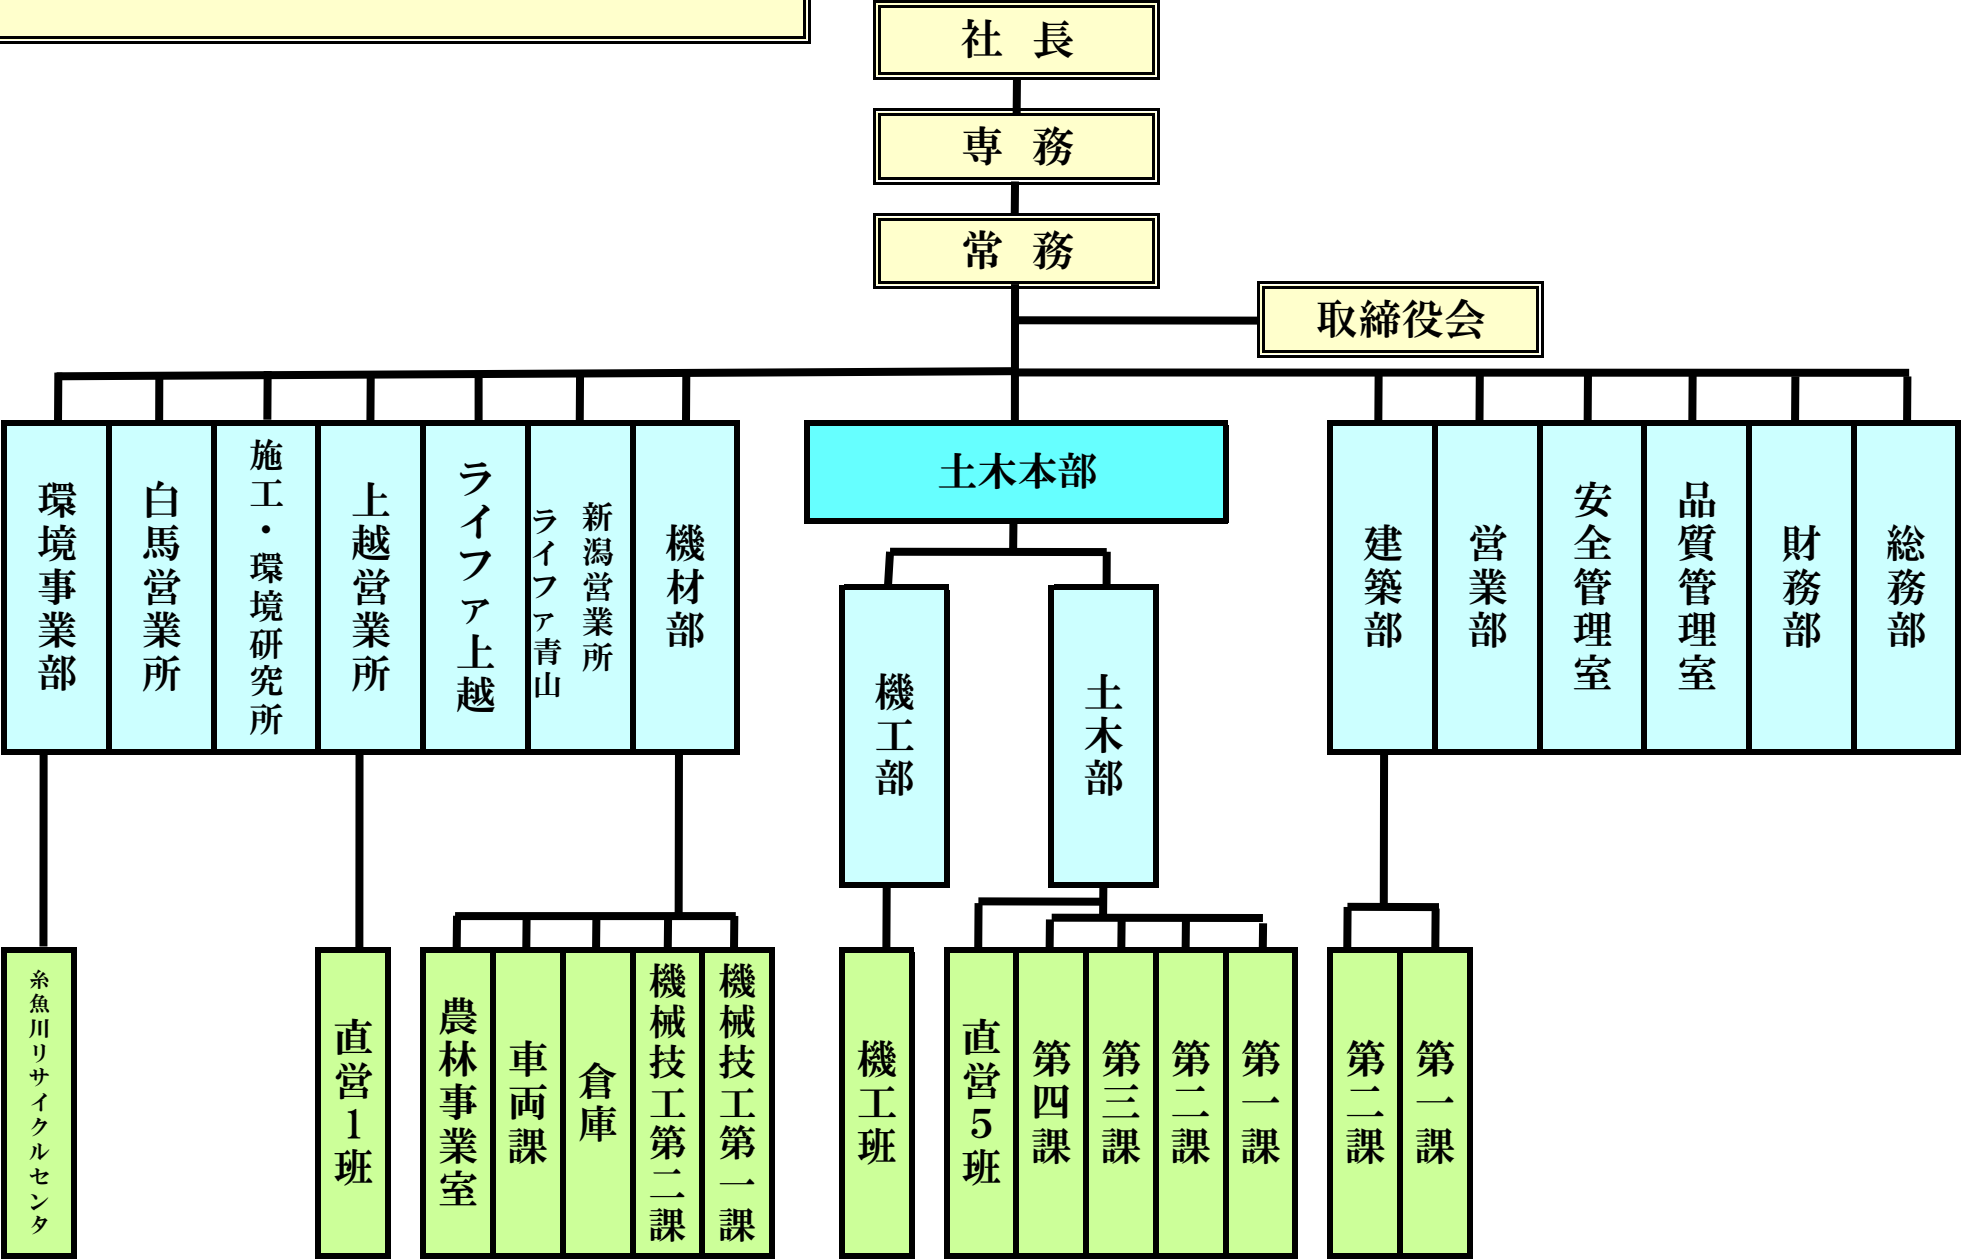 社 長
専 務
常 務
取締役会
環境事業部
白馬営業所
施工・環境研究所
上越営業所
ライファ上越
新潟営業所
ライファ青山
機材部
土木本部
建築部
営業部
安全管理室
品質管理室
財務部
総務部
機工部
土木部
糸魚川リサイクルセンタ
直営1班
農林事業室
車両課
倉庫
機械技工第二課
機械技工第一課
機工班
直営5班
第四課
第三課
第二課
第一課
第二課
第一課